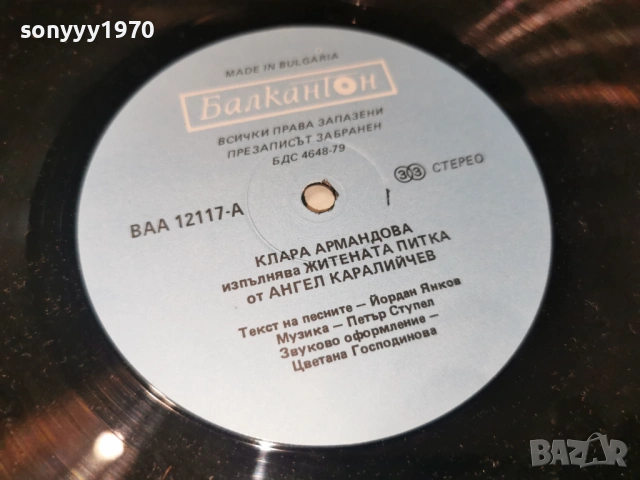 sonyyy1970
MADE IN BULGARIA
БалканТон
ВСИЧКИ ПРАВА ЗАПАЗЕНИ
ПРЕЗАПИСЪТ ЗАБРАНЕН
БДС 4648-79
ВАА 12117-А
33 СТЕРЕО
КЛАРА АРМАНДОВА
изпълнява ЖИТЕНАТА ПИТКА
от АНГЕЛ КАРАЛИЙЧЕВ
Текст на песните — Йордан Янков
Музика — Петър Ступел
Звуково оформление —
Цветана Господинова
BAZAR